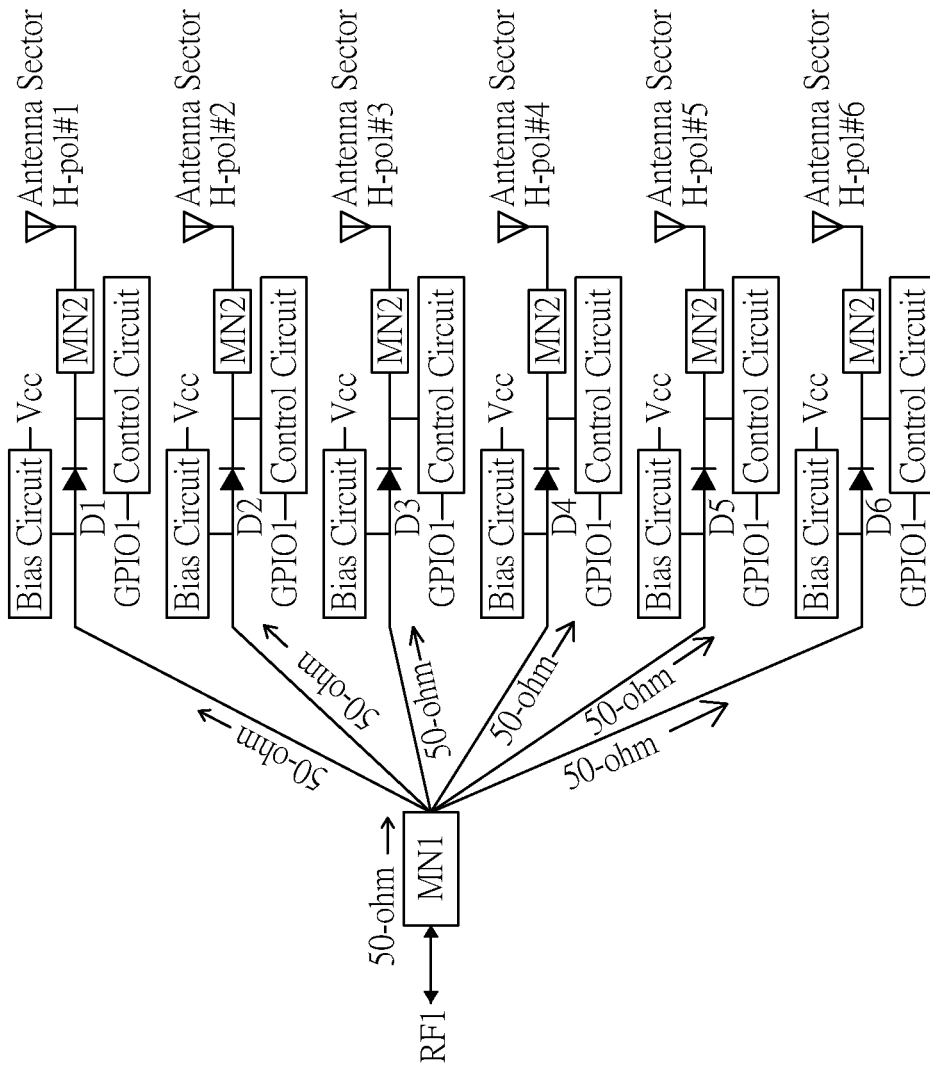 RF1
MN1
50-ohm
50-ohm
50-ohm
50-ohm
50-ohm
50-ohm
50-ohm
Bias Circuit
Vcc
D1
MN2
GPIO1
Control Circuit
Antenna Sector
H-pol#1
Bias Circuit
Vcc
D2
MN2
GPIO1
Control Circuit
Antenna Sector
H-pol#2
Bias Circuit
Vcc
D3
MN2
GPIO1
Control Circuit
Antenna Sector
H-pol#3
Bias Circuit
Vcc
D4
MN2
GPIO1
Control Circuit
Antenna Sector
H-pol#4
Bias Circuit
Vcc
D5
MN2
GPIO1
Control Circuit
Antenna Sector
H-pol#5
Bias Circuit
Vcc
D6
MN2
GPIO1
Control Circuit
Antenna Sector
H-pol#6